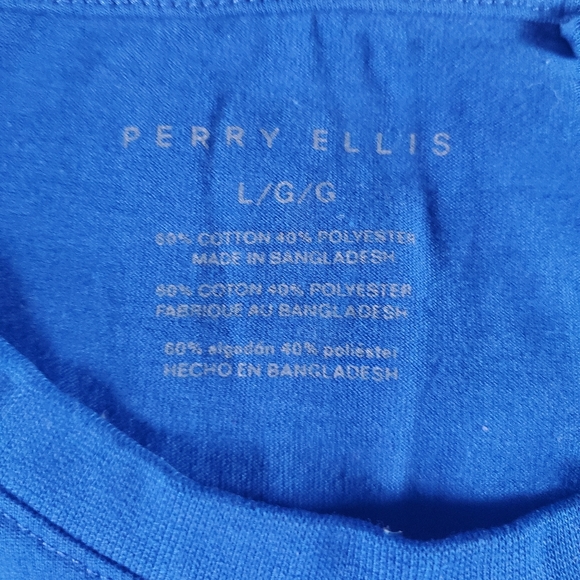 PERRY ELLIS
L/G/G
60% COTTON 40% POLYESTER
MADE IN BANGLADESH
60% COTON 40% POLYESTER
FABRIQUE AU BANGLADESH
60% algodón 40% poliester
HECHO EN BANGLADESH